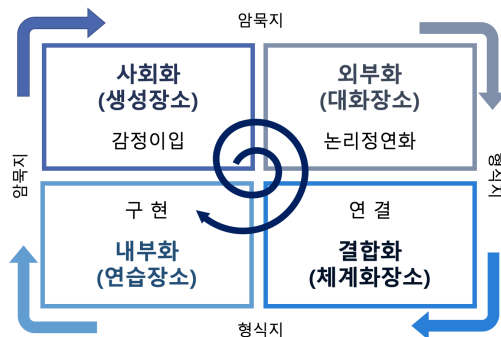 암묵지
사회화
(생성장소)
감정이입
외부화
(대화장소)
논리정연화
암묵지
형식지
구 현
내부화
(연습장소)
연 결
결합화
(체계화장소)
형식지